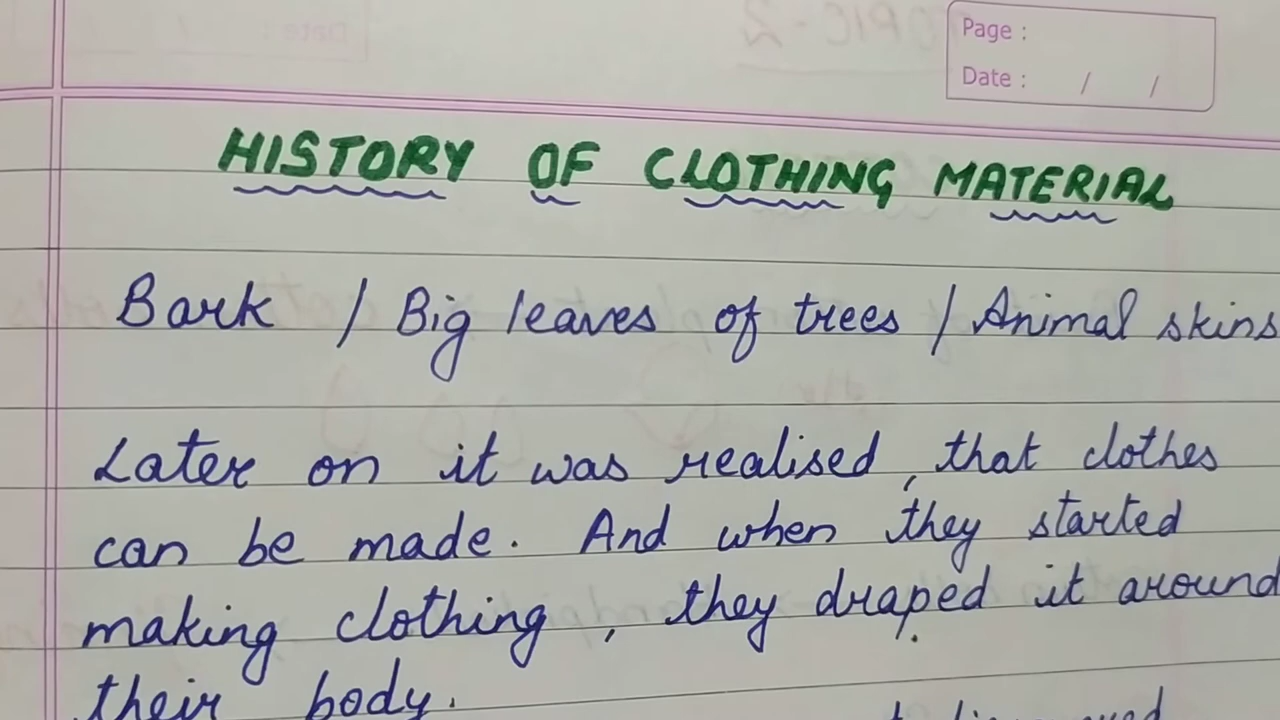 Page :
Date : / /
HISTORY OF CLOTHING MATERIAL
Bark / Big leaves of trees / Animal skins
Later on it was realised, that clothes
can be made. And when they started
making clothing, they draped it around
their body.